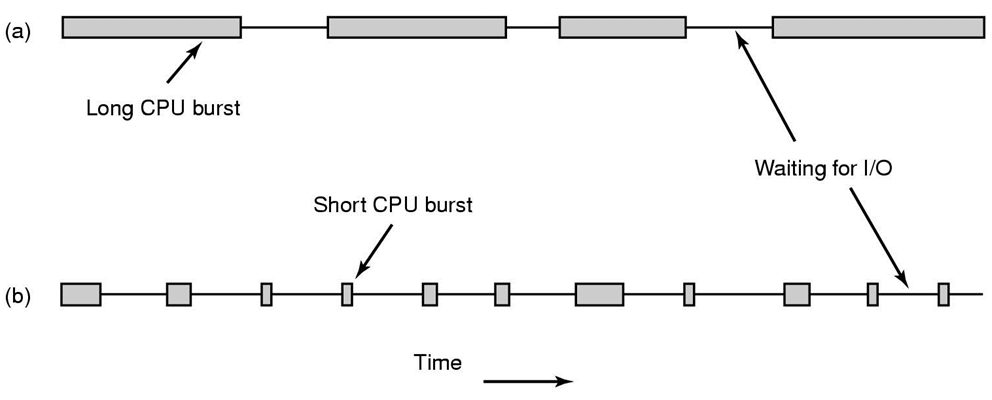 (a)
Long CPU burst
Waiting for I/O
Short CPU burst
(b)
Time